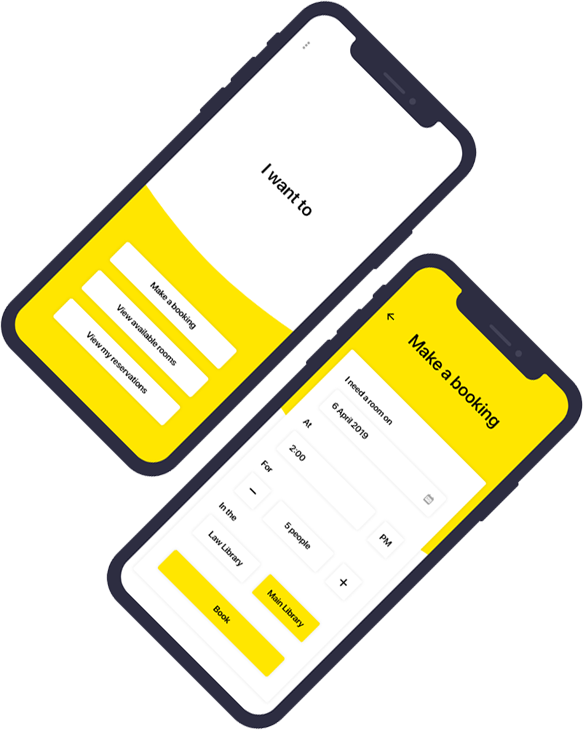 I want to
Make a booking
View available rooms
View my reservations
Make a booking
I need a room on
6 April 2019
At
2:00
PM
For
5 people
In the
Law Library
Main Library
Book